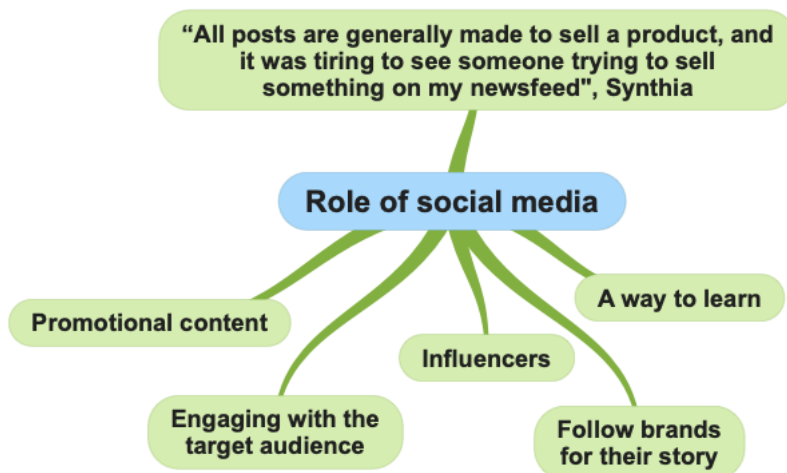 “All posts are generally made to sell a product, and
it was tiring to see someone trying to sell
something on my newsfeed", Synthia
Role of social media
A way to learn
Promotional content
Influencers
Engaging with the
target audience
Follow brands
for their story